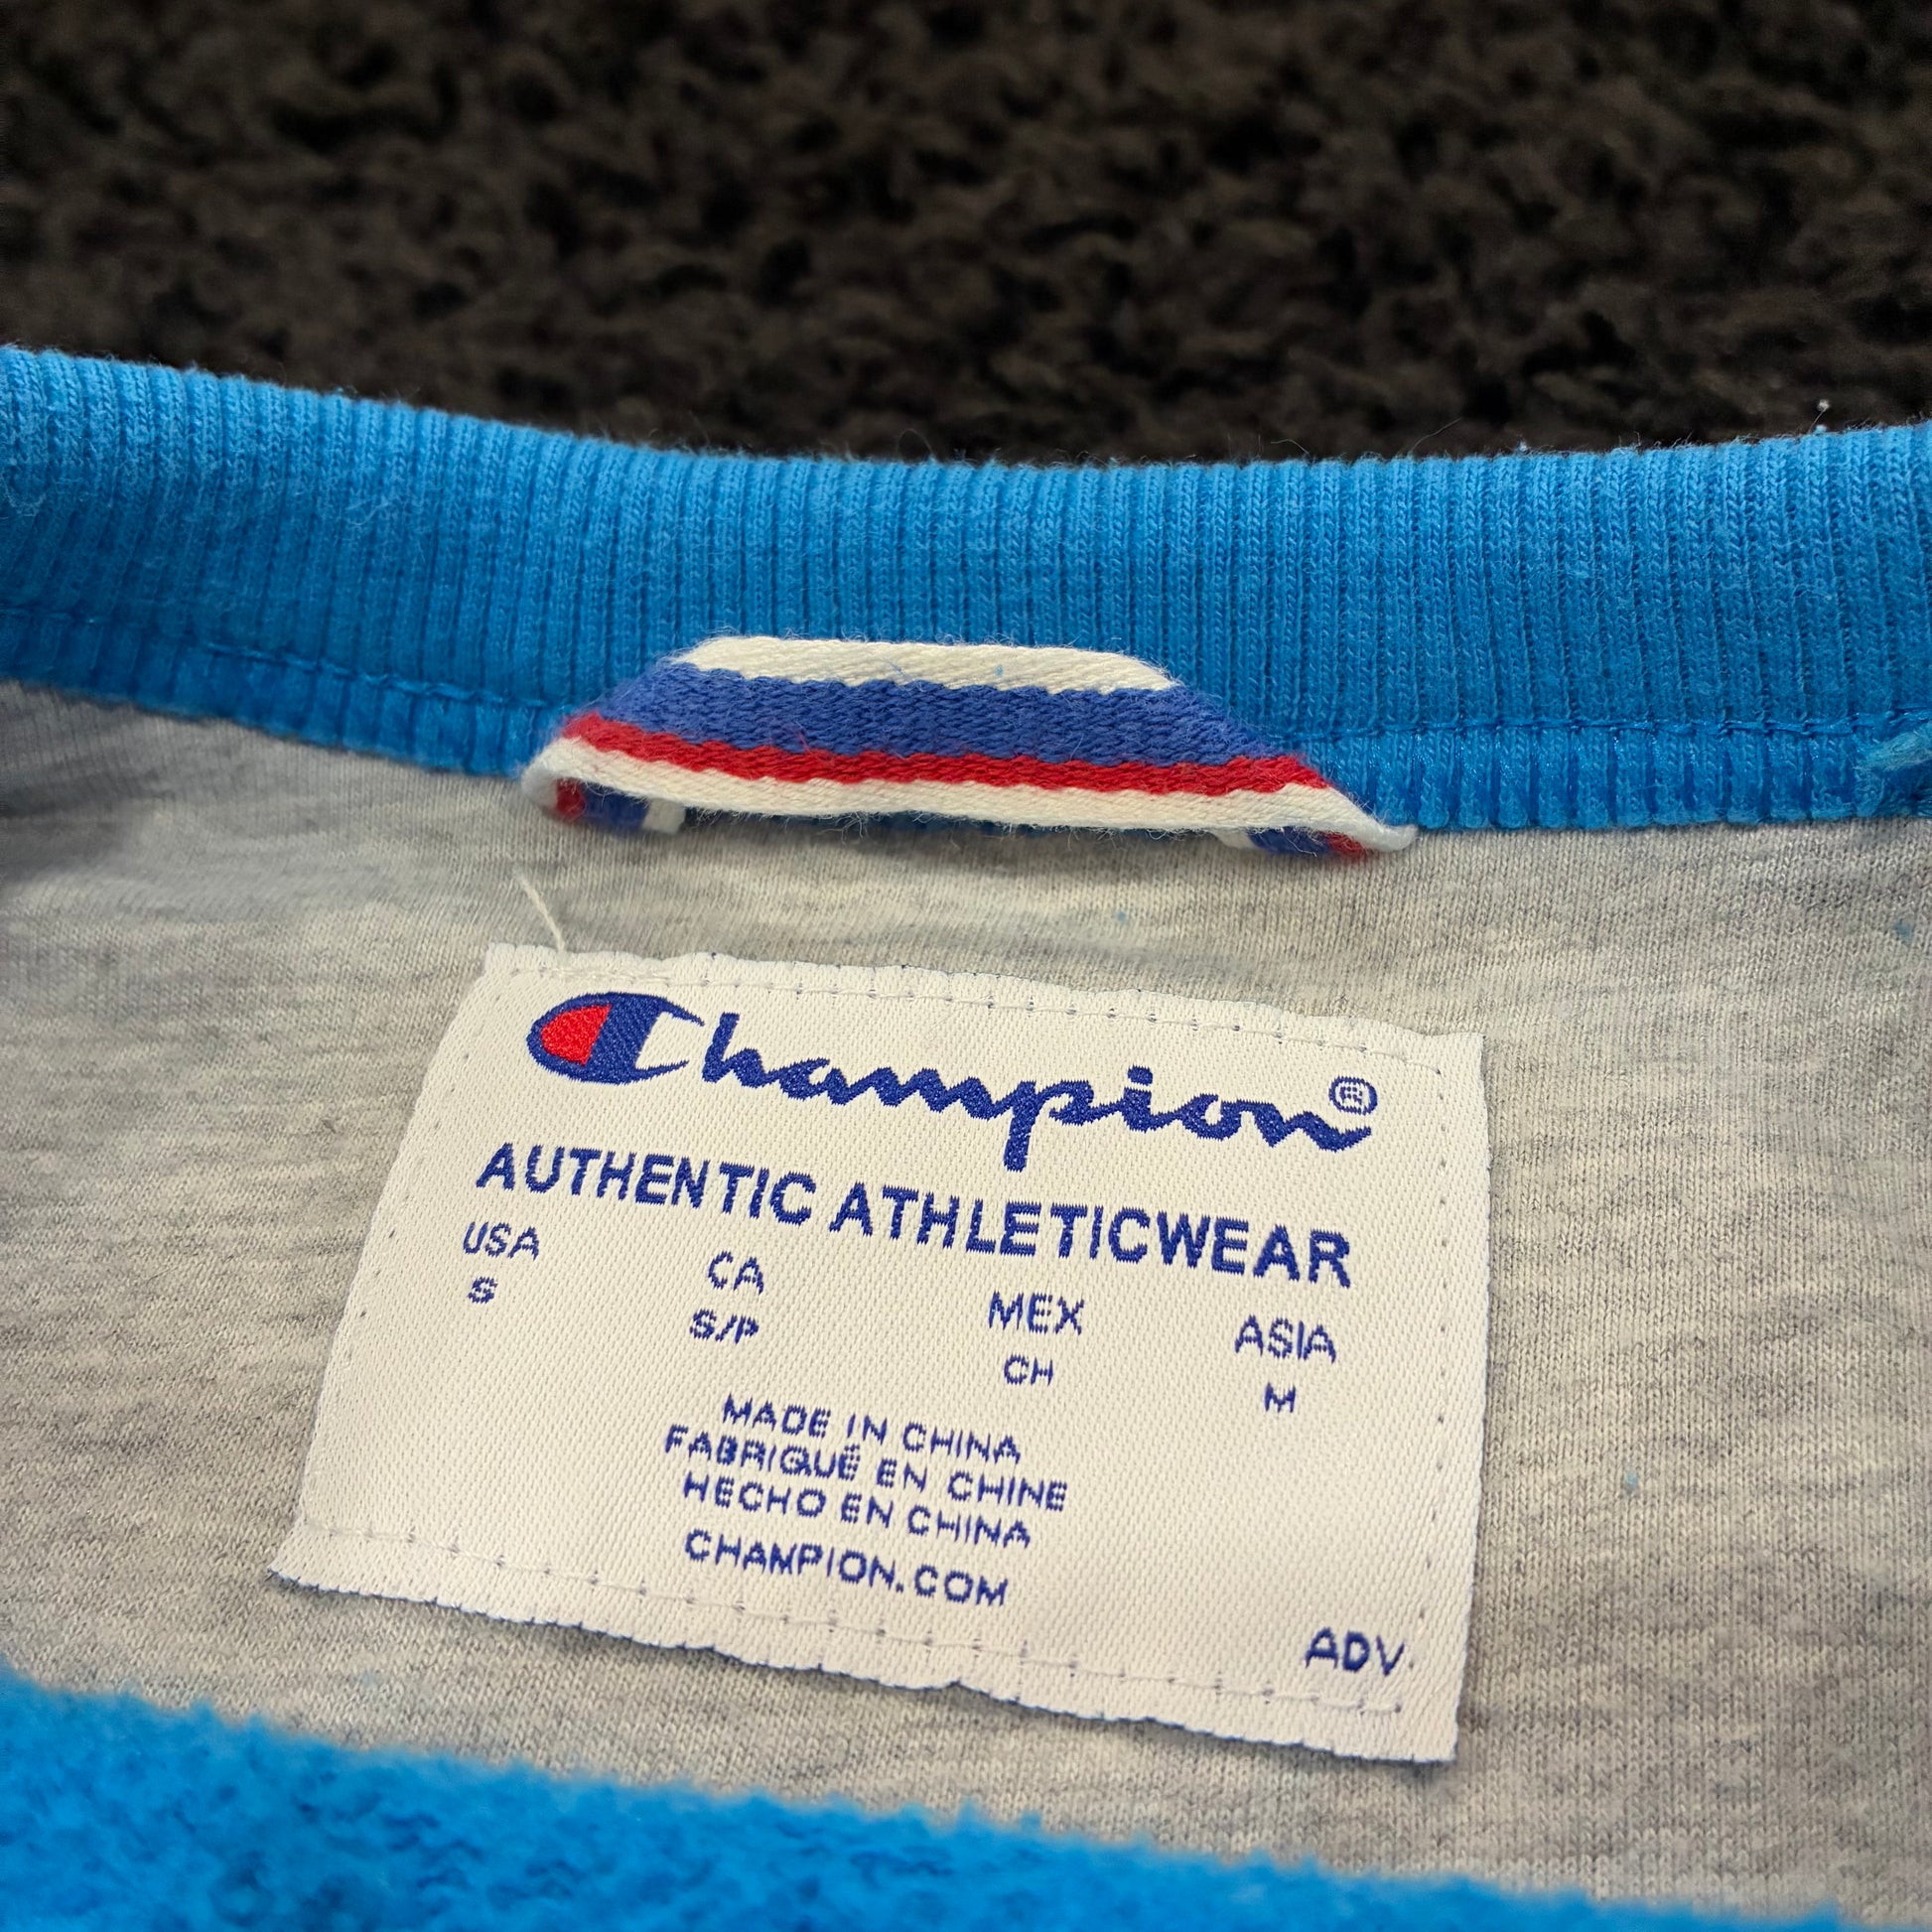 Champion®
AUTHENTIC ATHLETICWEAR
USA CA MEX ASIA
S S/P CH M
MADE IN CHINA
FABRIQUÉ EN CHINE
HECHO EN CHINA
CHAMPION.COM
ADV